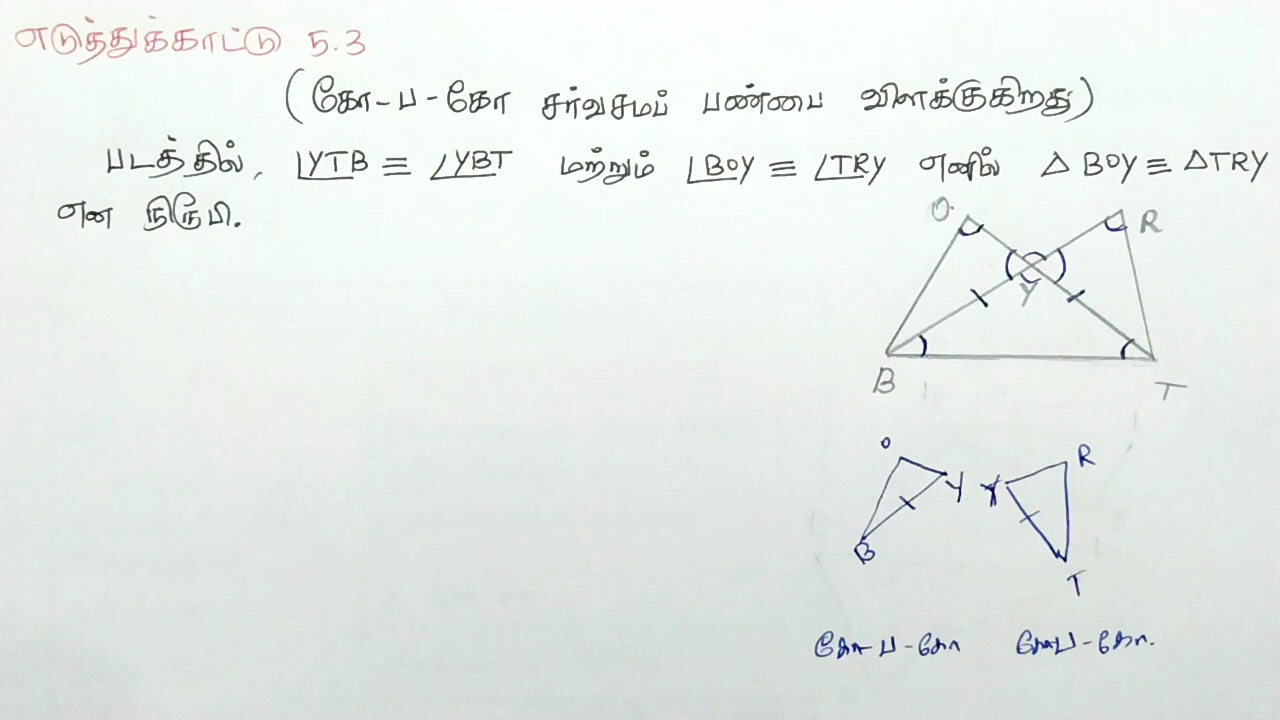 எடுத்துக்காட்டு 5.3
(கோ-ப-கோ சர்வசமப் பண்பை விளக்குகிறது)
படத்தில், ∠YTB ≡ ∠YBT மற்றும் ∠BOY ≡ ∠TRY எனில் △ BOY ≡ △TRY
என நிரூபி.
O R
Y
B T
O Y Y R
B T
கோ-ப-கோ கோப-கோ.